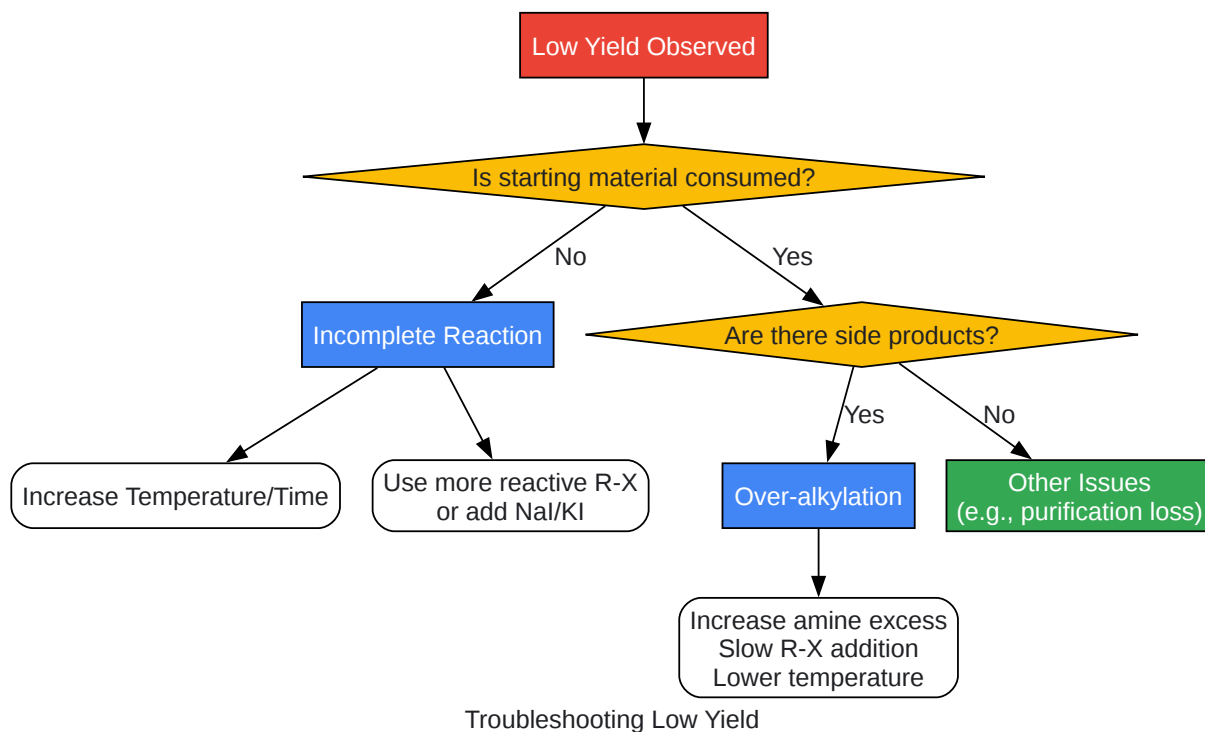 Low Yield Observed
Is starting material consumed?
No
Yes
Incomplete Reaction
Are there side products?
Yes
No
Increase Temperature/Time
Use more reactive R-X
or add NaI/KI
Over-alkylation
Other Issues
(e.g., purification loss)
Increase amine excess
Slow R-X addition
Lower temperature
Troubleshooting Low Yield